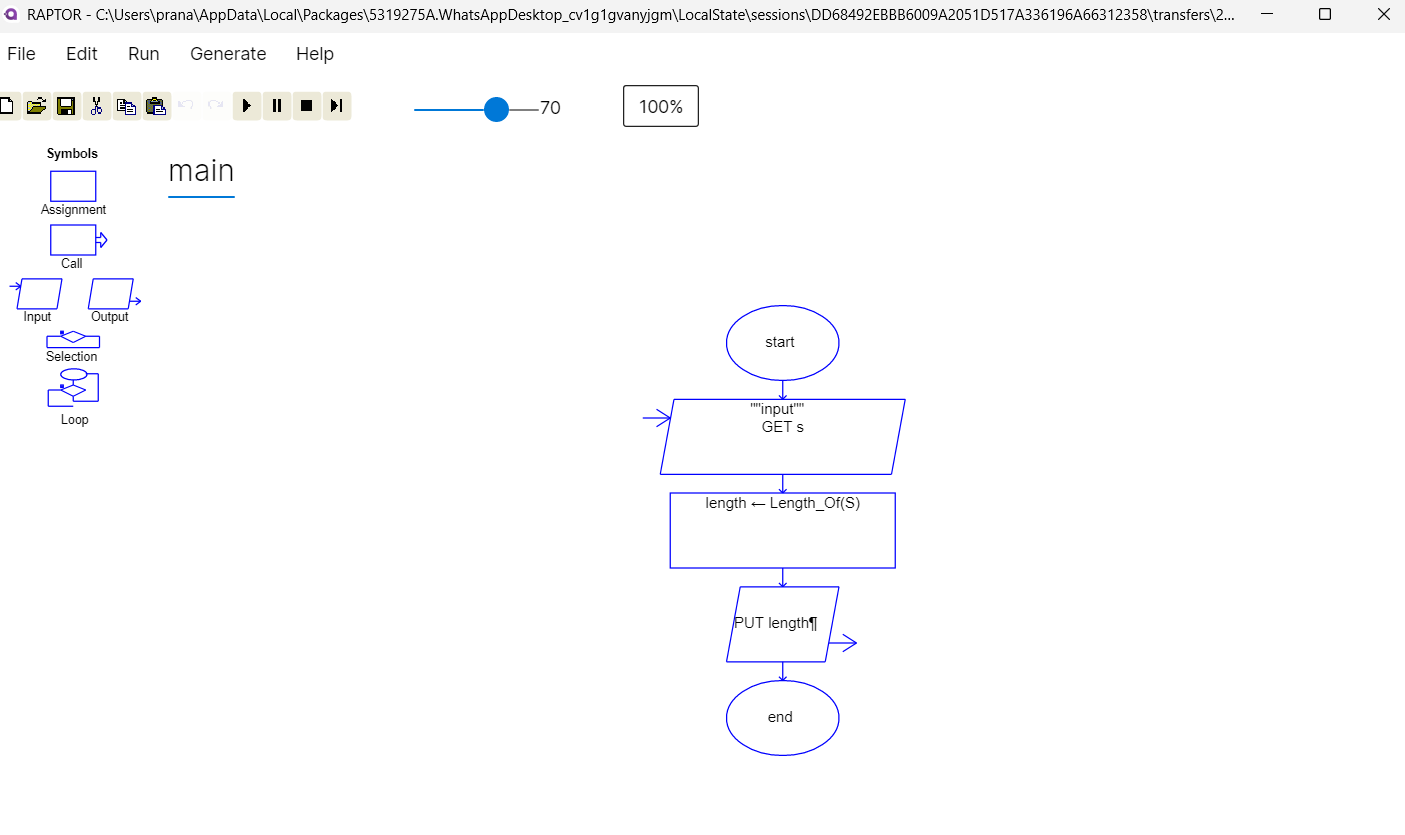 RAPTOR - C:\Users\prana\AppData\Local\Packages\5319275A.WhatsAppDesktop_cv1g1gvanyjgm\LocalState\sessions\DD68492EBBB6009A2051D517A336196A66312358\transfers\2...
File Edit Run Generate Help
70 100%
Symbols
Assignment
Call
Input Output
Selection
Loop
main
start
""input""
GET s
length ← Length_Of(S)
PUT length¶
end